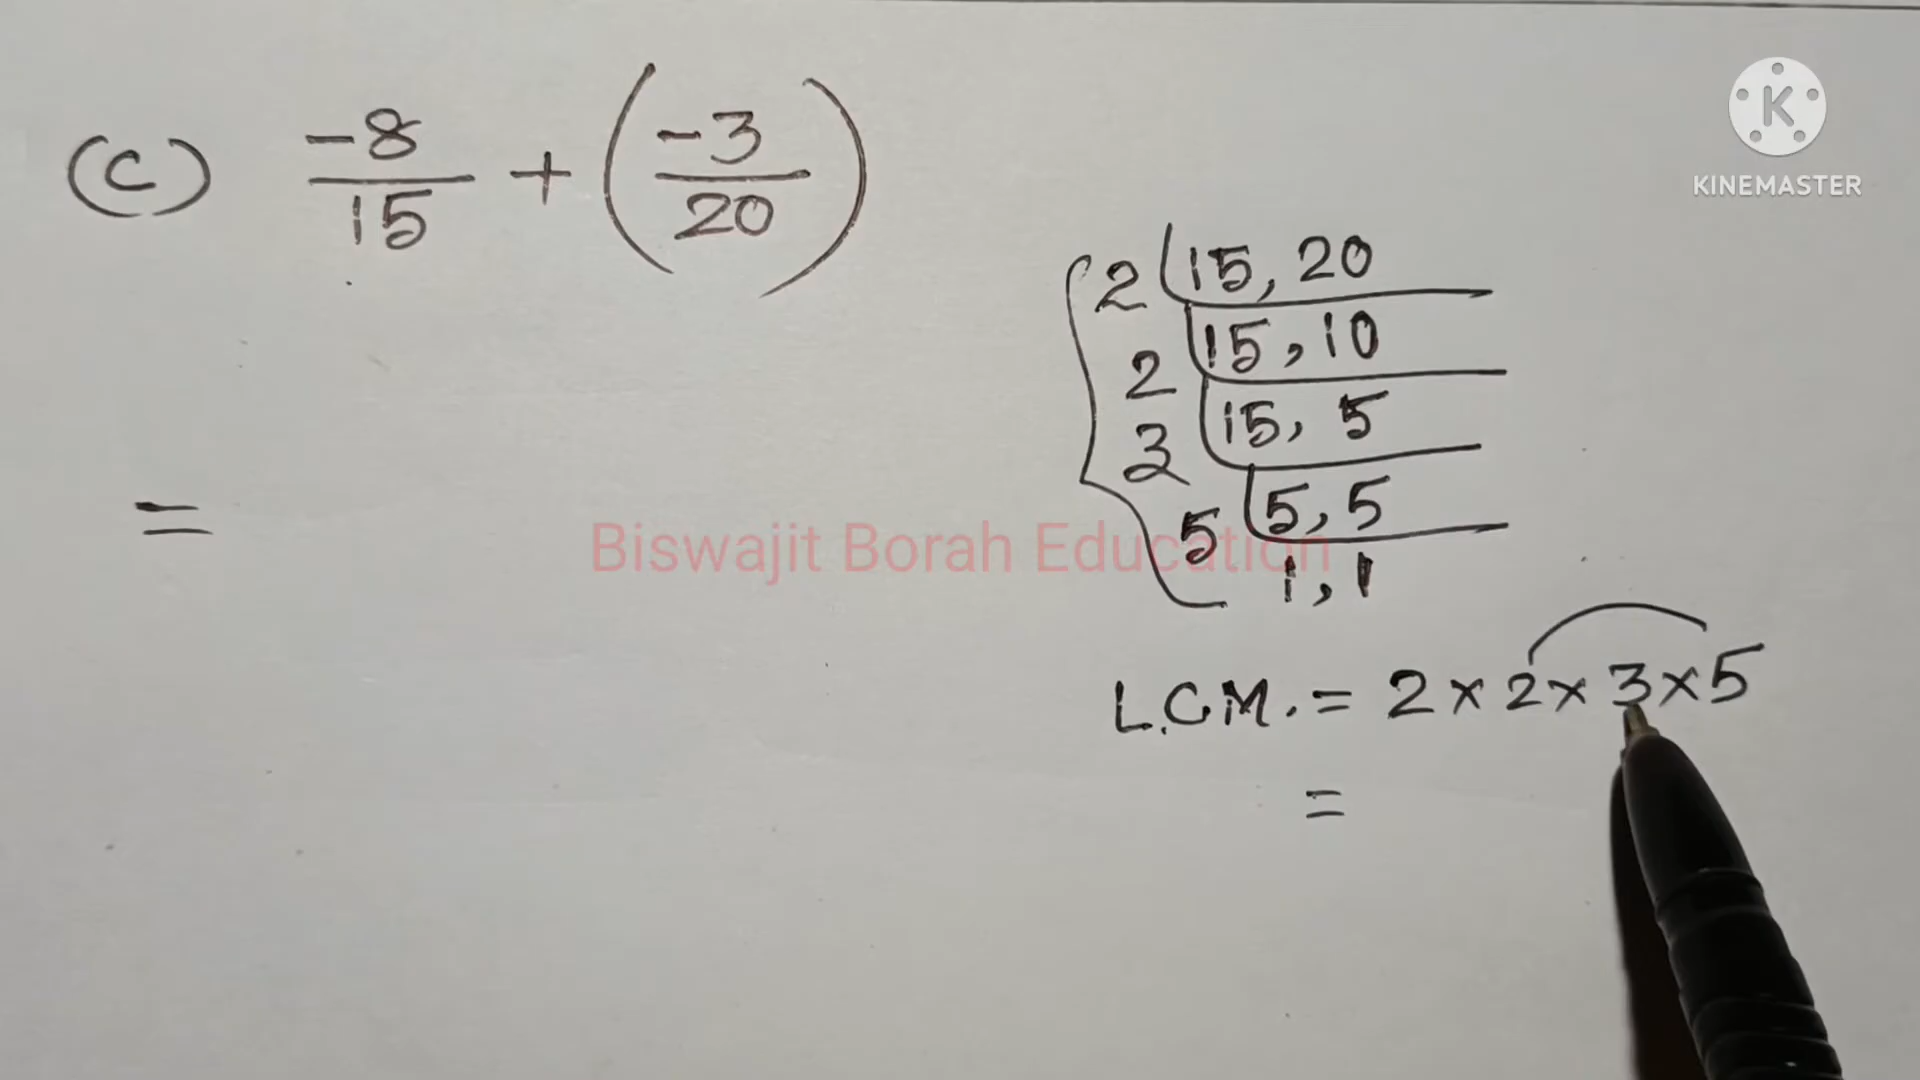 (C) -8/15 + (-3/20)
KINEMASTER
2 | 15, 20
2 | 15, 10
3 | 15, 5
5 | 5, 5
1, 1
=
Biswajit Borah Education
L.C.M. = 2 × 2 × 3 × 5
=